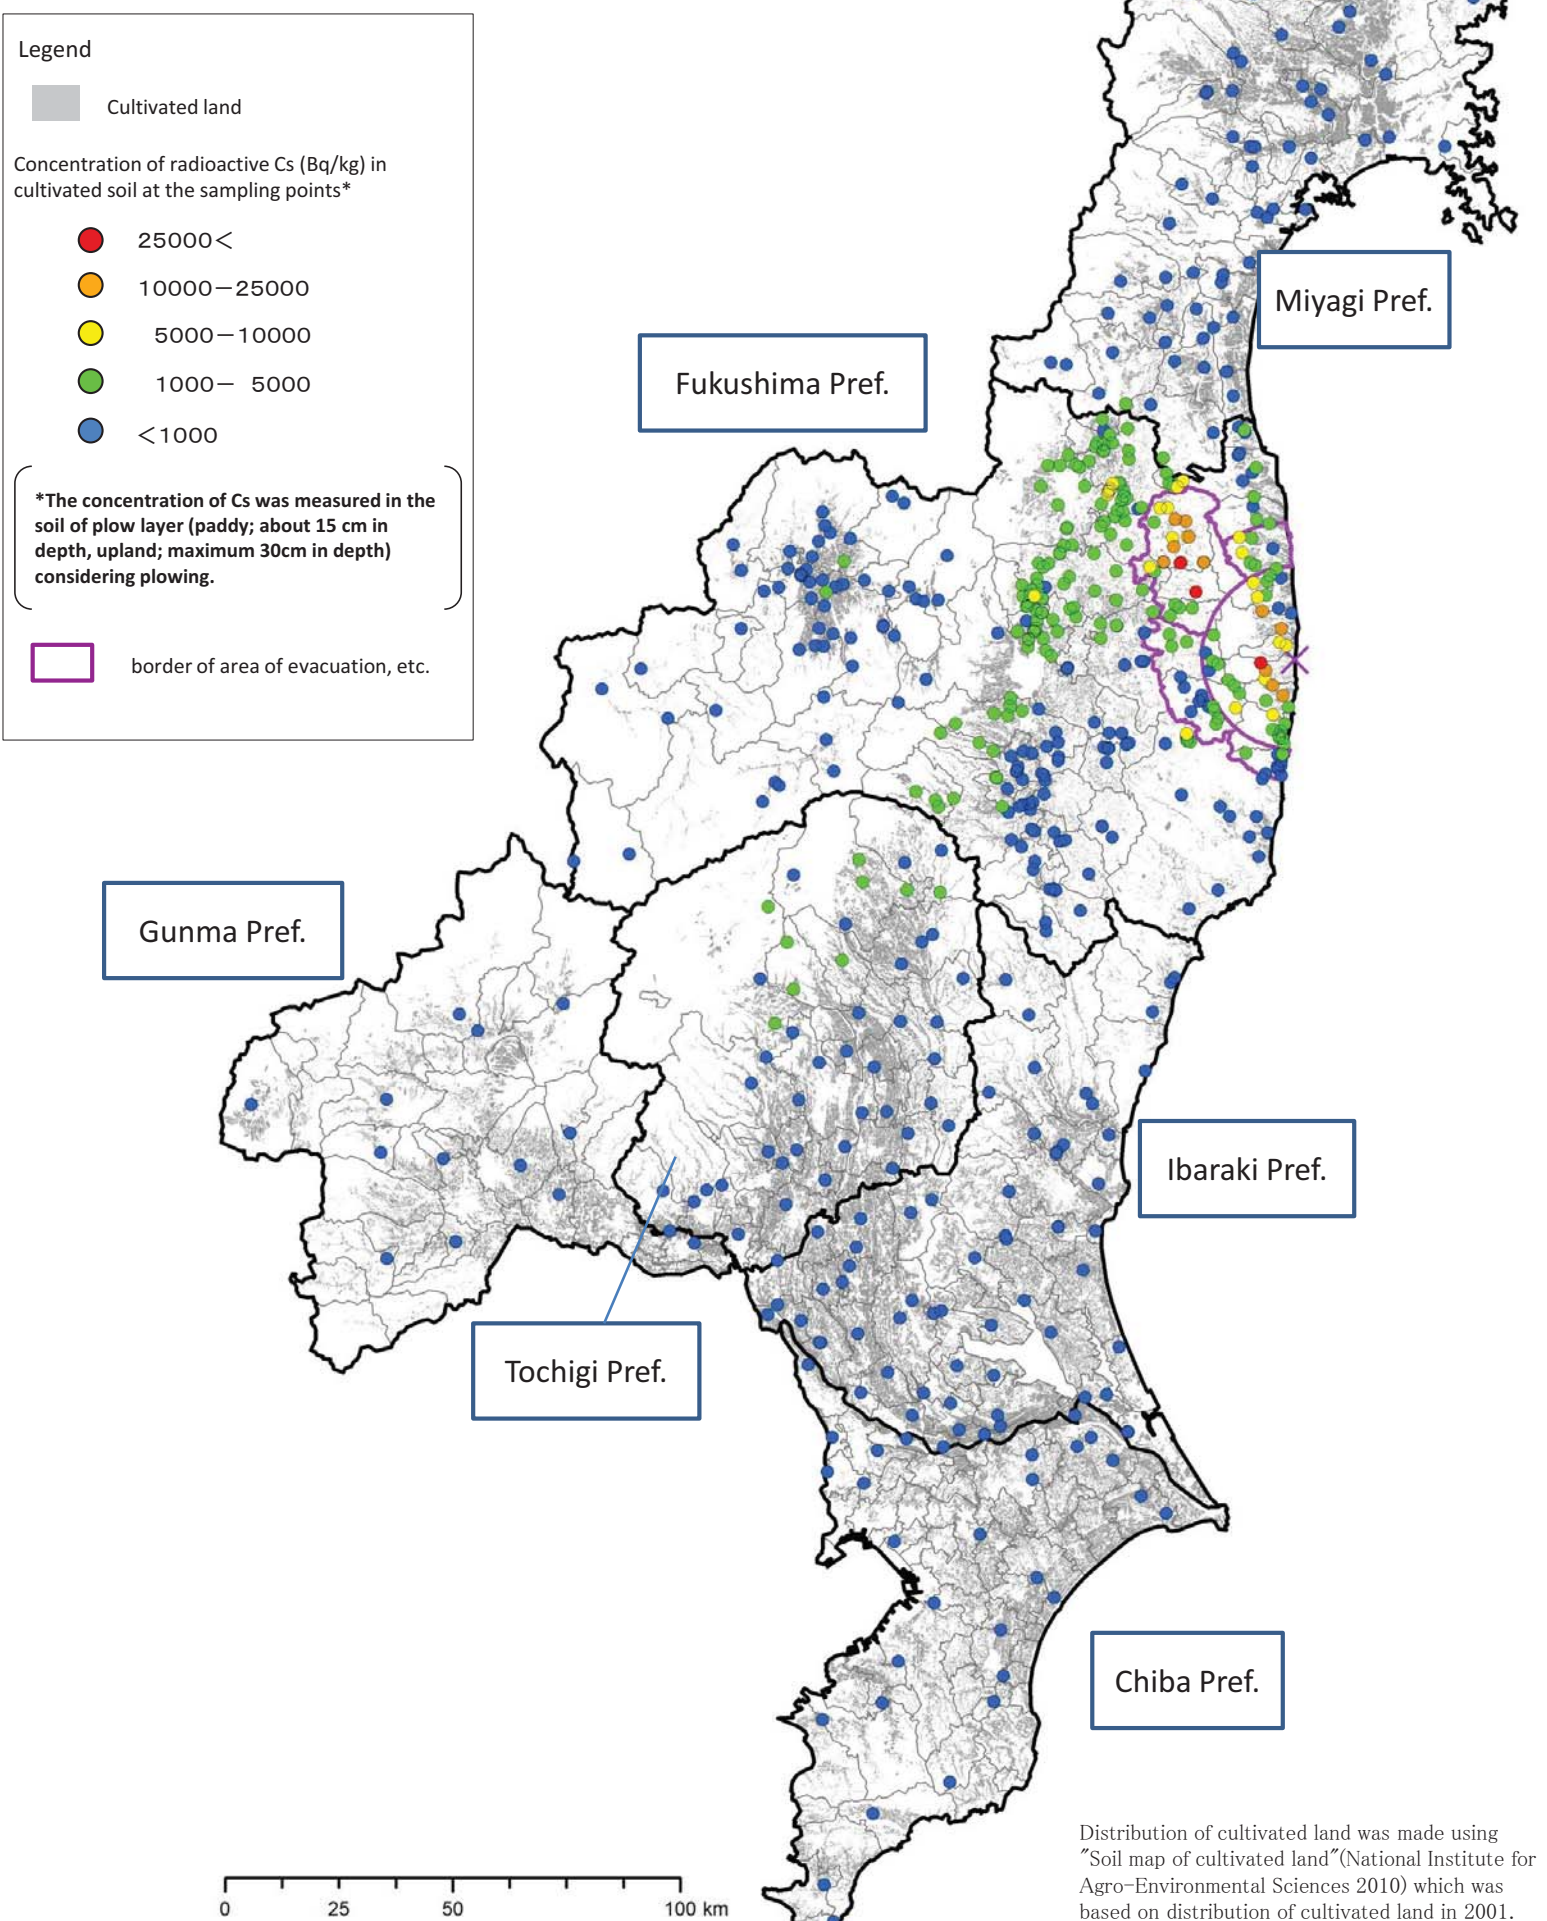 Legend
Cultivated land
Concentration of radioactive Cs (Bq/kg) in
cultivated soil at the sampling points*
25000<
10000－25000
5000－10000
1000－ 5000
<1000
*The concentration of Cs was measured in the
soil of plow layer (paddy; about 15 cm in
depth, upland; maximum 30cm in depth)
considering plowing.
border of area of evacuation, etc.
Miyagi Pref.
Fukushima Pref.
Gunma Pref.
Ibaraki Pref.
Tochigi Pref.
Chiba Pref.
0 25 50 100 km
Distribution of cultivated land was made using
"Soil map of cultivated land"(National Institute for
Agro-Environmental Sciences 2010) which was
based on distribution of cultivated land in 2001.